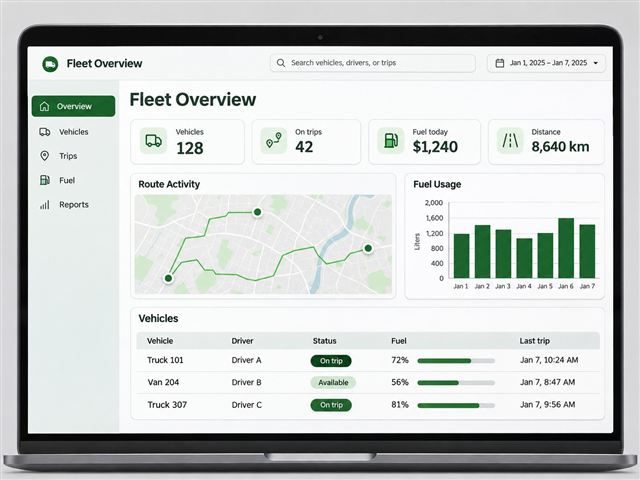 Fleet Overview
Search vehicles, drivers, or trips
Jan 1, 2025 – Jan 7, 2025
Overview
Vehicles
Trips
Fuel
Reports
Fleet Overview
Vehicles
128
On trips
42
Fuel today
$1,240
Distance
8,640 km
Route Activity
Fuel Usage
Liters
2,000
1,200
1,200
800
400
0
Jan 1 Jan 2 Jan 3 Jan 4 Jan 5 Jan 6 Jan 7
Vehicles
Vehicle Driver Status Fuel Last trip
Truck 101 Driver A On trip 72% Jan 7, 10:24 AM
Van 204 Driver B Available 56% Jan 7, 8:47 AM
Truck 307 Driver C On trip 81% Jan 7, 9:56 AM